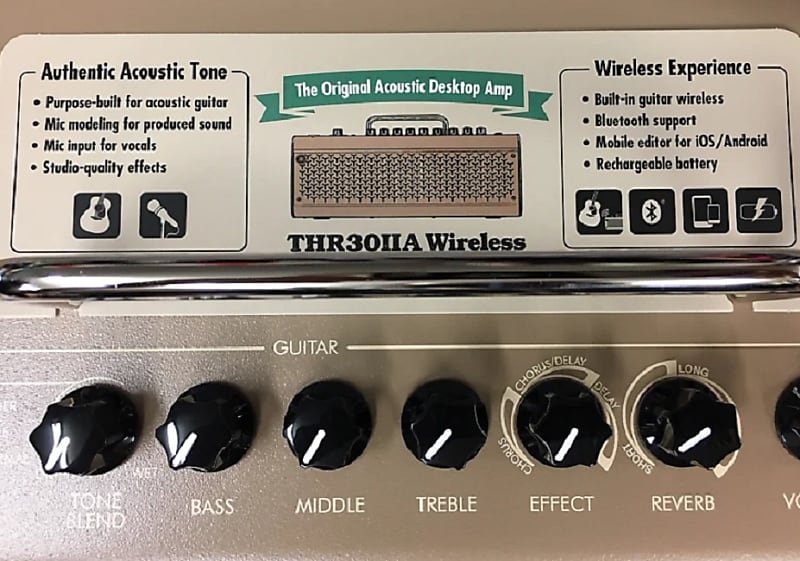 Authentic Acoustic Tone
• Purpose-built for acoustic guitar
• Mic modeling for produced sound
• Mic input for vocals
• Studio-quality effects
The Original Acoustic Desktop Amp
THR30IIA Wireless
Wireless Experience
• Built-in guitar wireless
• Bluetooth support
• Mobile editor for iOS/Android
• Rechargeable battery
GUITAR
CHORUS/DELAY
DELAY
CHORUS
LONG
SHORT
WET
TONE
BLEND
BASS
MIDDLE
TREBLE
EFFECT
REVERB